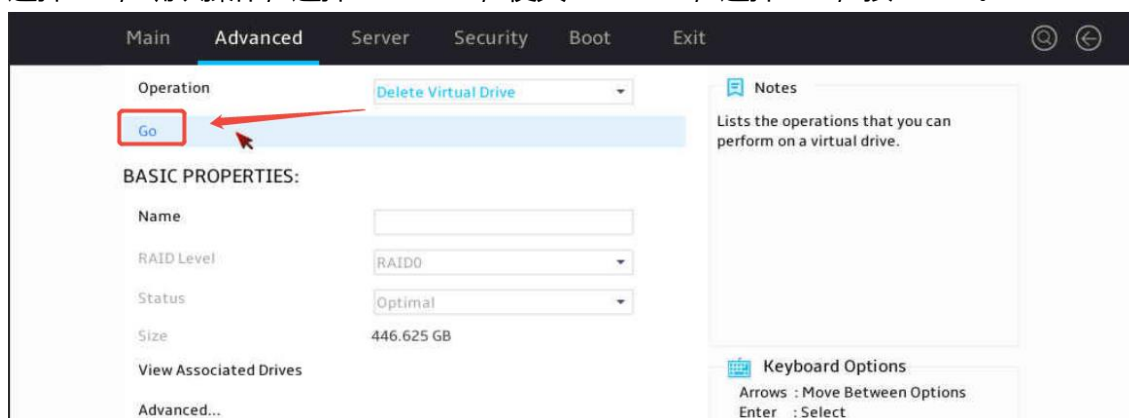 Main Advanced Server Security Boot Exit
Operation Delete Virtual Drive
Go
BASIC PROPERTIES:
Name
RAID Level RAID0
Status Optimal
Size 446.625 GB
View Associated Drives
Advanced...
Notes
Lists the operations that you can
perform on a virtual drive.
Keyboard Options
Arrows : Move Between Options
Enter : Select